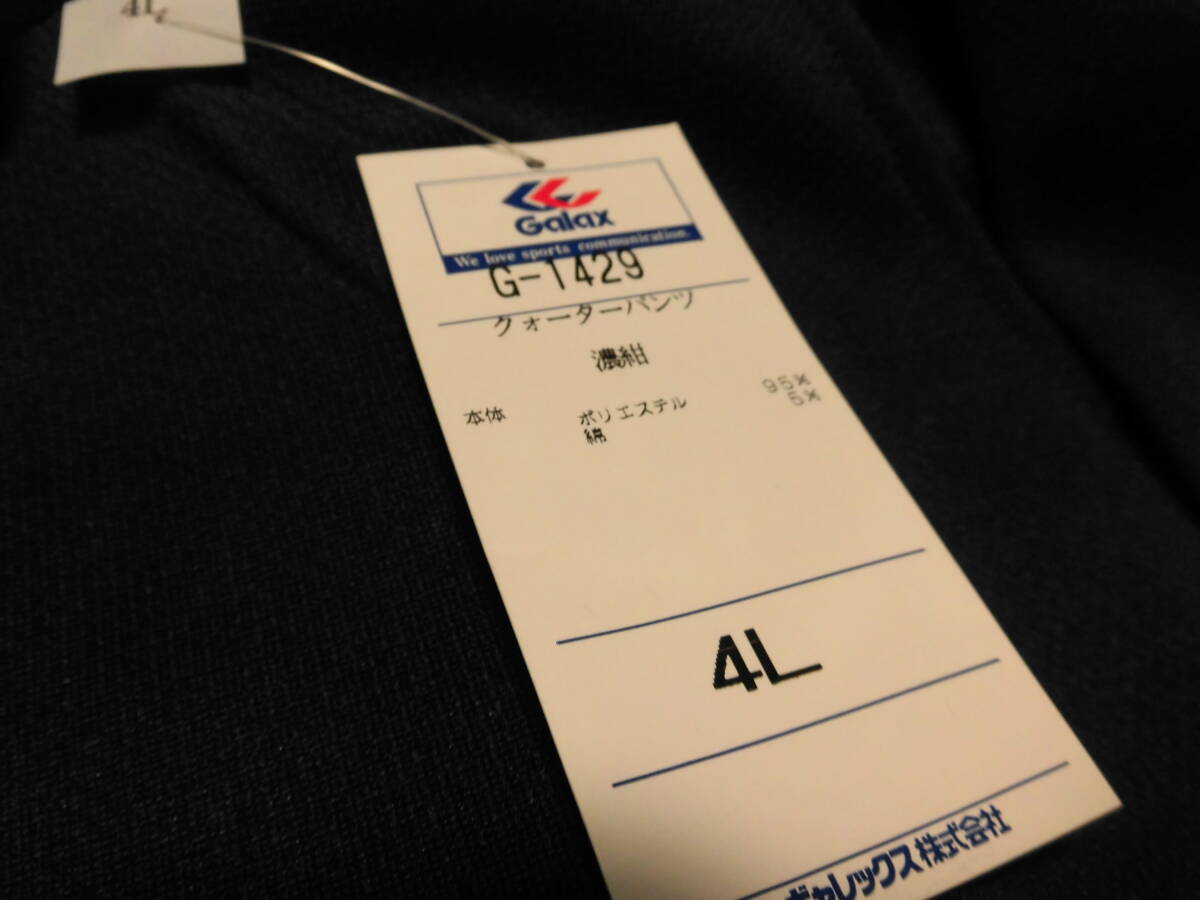 4L
Galax
We love sports communication.
G-1429
クォーターパンツ
濃紺
本体 ポリエステル 95%
綿 5%
4L
ギャレックス株式会社